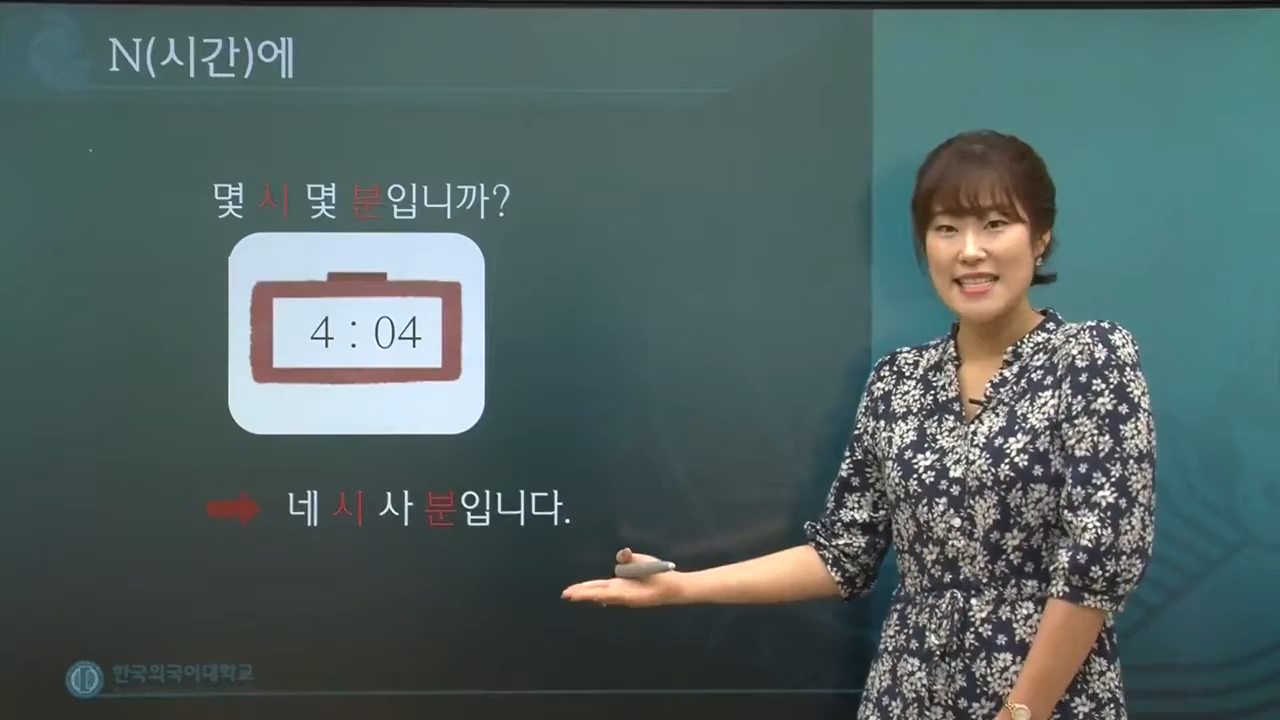 N(시간)에
몇 시 몇 분입니까?
4 : 04
네 시 사 분입니다.
한국외국어대학교